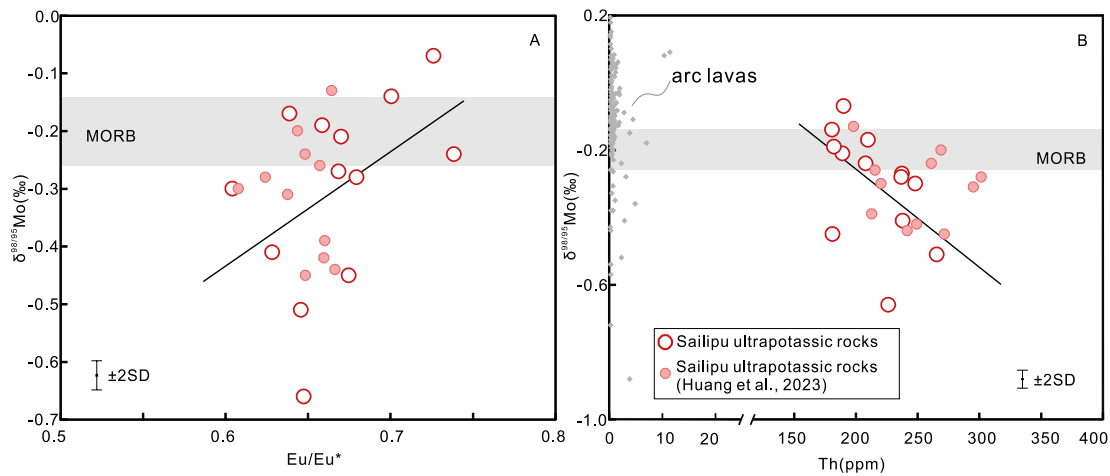 A
0.0
-0.1
-0.2
-0.3
-0.4
-0.5
-0.6
-0.7
δ98/95Mo(‰)
MORB
±2SD
0.5
0.6
0.7
0.8
Eu/Eu*
B
0.2
0.0
-0.2
-0.6
-1.0
δ98/95Mo(‰)
arc lavas
MORB
Sailipu ultrapotassic rocks
Sailipu ultrapotassic rocks
(Huang et al., 2023)
±2SD
0
10
20
150
200
250
300
350
400
Th(ppm)